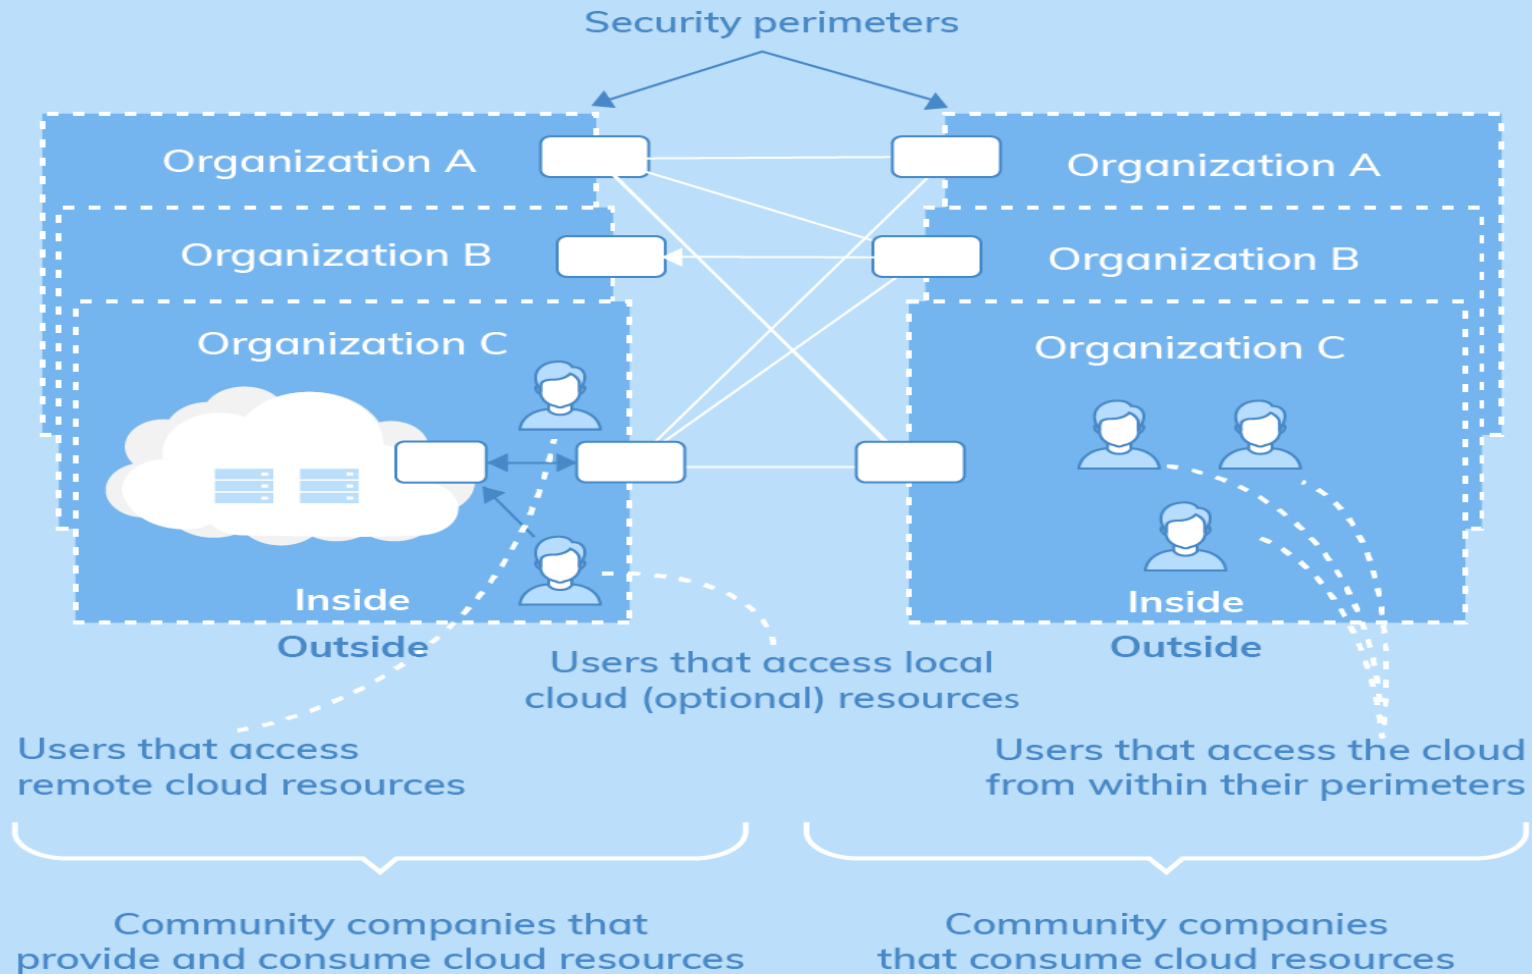 Security perimeters
Organization A
Organization B
Organization C
Inside
Outside
Organization A
Organization B
Organization C
Inside
Outside
Users that access local
cloud (optional) resources
Users that access
remote cloud resources
Users that access the cloud
from within their perimeters
Community companies that
provide and consume cloud resources
Community companies
that consume cloud resources